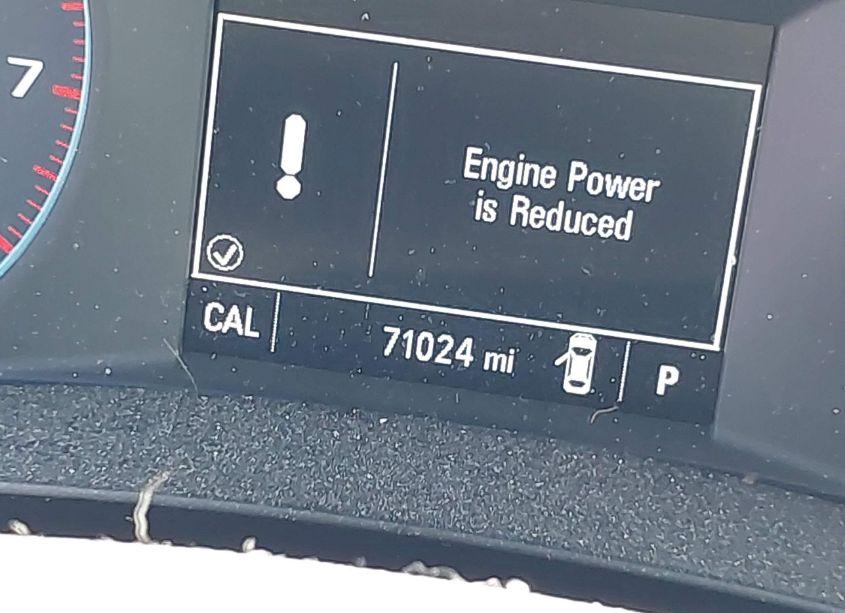 7
Engine Power
is Reduced
CAL
71024 mi
P